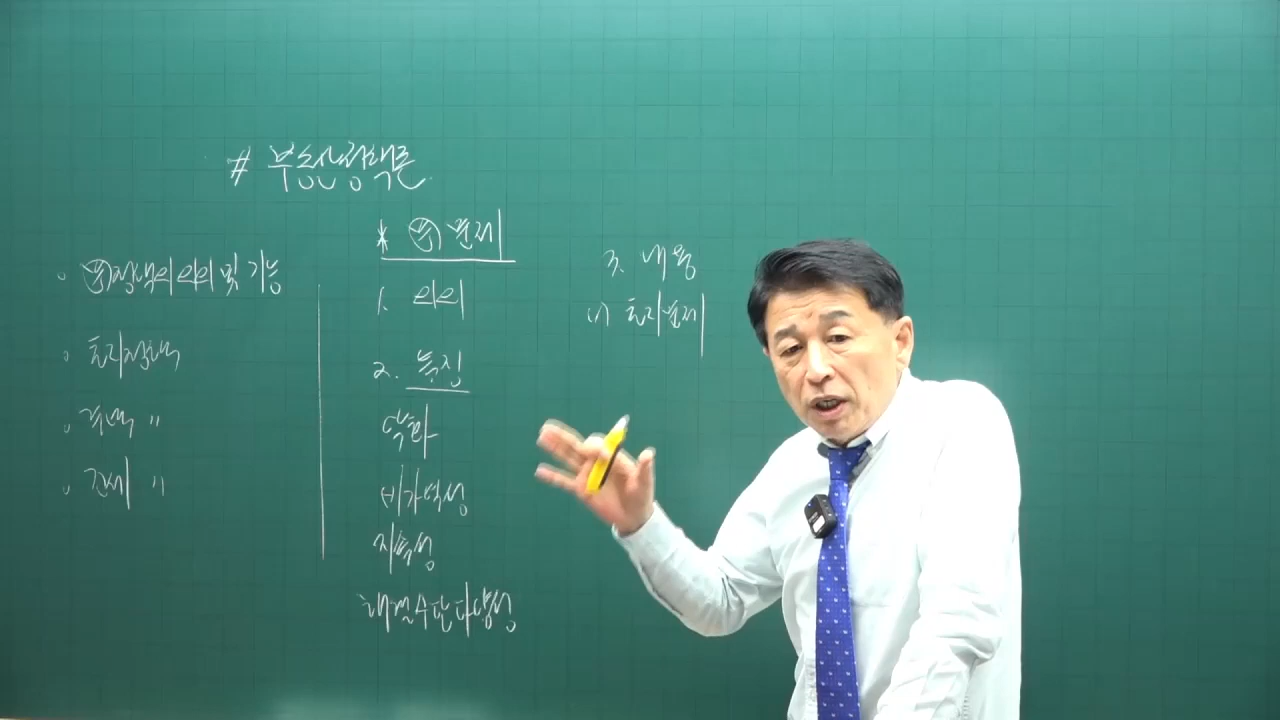 # 부동산정책론
· 부정책의 의의 및 기능
· 토지정책
· 주택 〃
· 조세 〃
* 부 문제
1. 의의
2. 특징
악화
비가역성
지속성
해결수단 다양성
3. 내용
(1) 토지문제